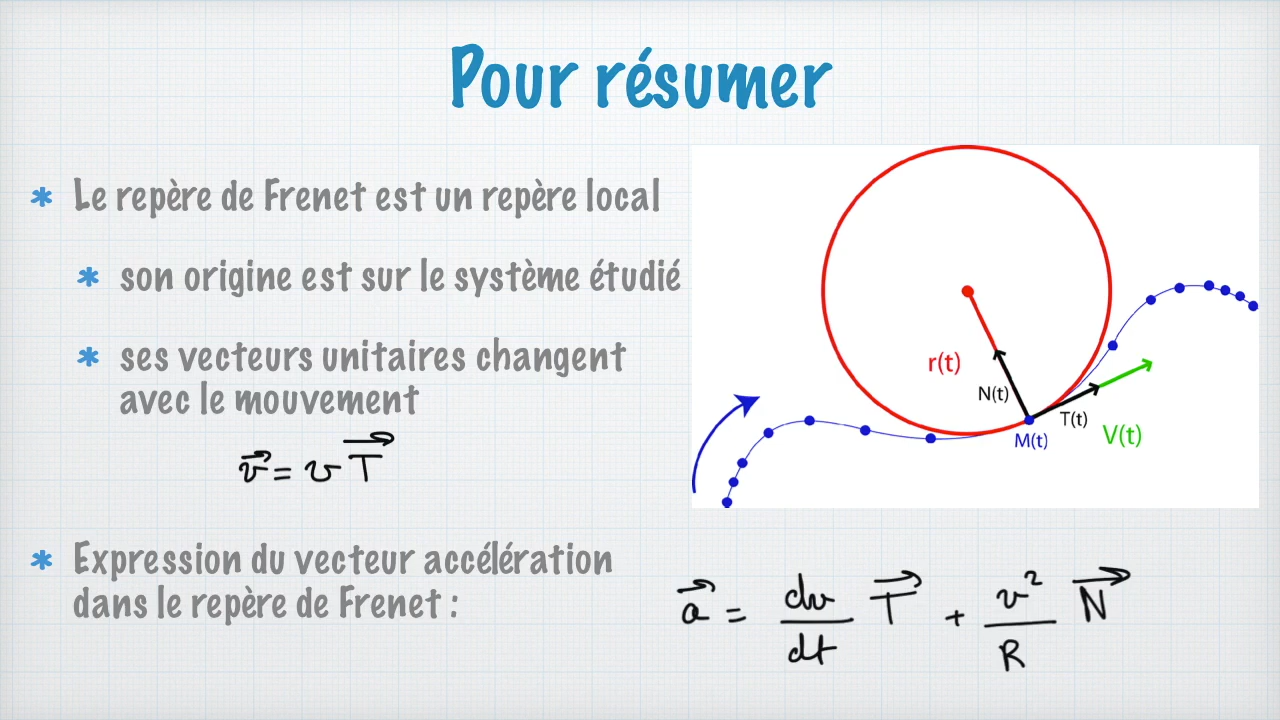 Pour résumer
* Le repère de Frenet est un repère local
* son origine est sur le système étudié
* ses vecteurs unitaires changent
avec le mouvement
v⃗ = v T⃗
r(t)
N(t)
T(t)
M(t)
V(t)
* Expression du vecteur accélération
dans le repère de Frenet :
a⃗ = dv/dt T⃗ + v²/R N⃗